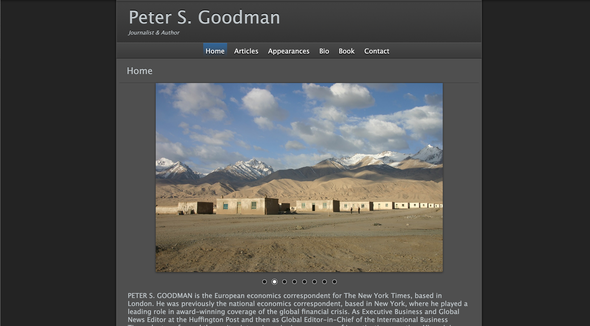 Peter S. Goodman
Journalist & Author
Home Articles Appearances Bio Book Contact
Home
PETER S. GOODMAN is the European economics correspondent for The New York Times, based in
London. He was previously the national economics correspondent, based in New York, where he played a
leading role in award-winning coverage of the global financial crisis. As Executive Business and Global
News Editor at the Huffington Post and then as Global Editor-in-Chief of the International Business